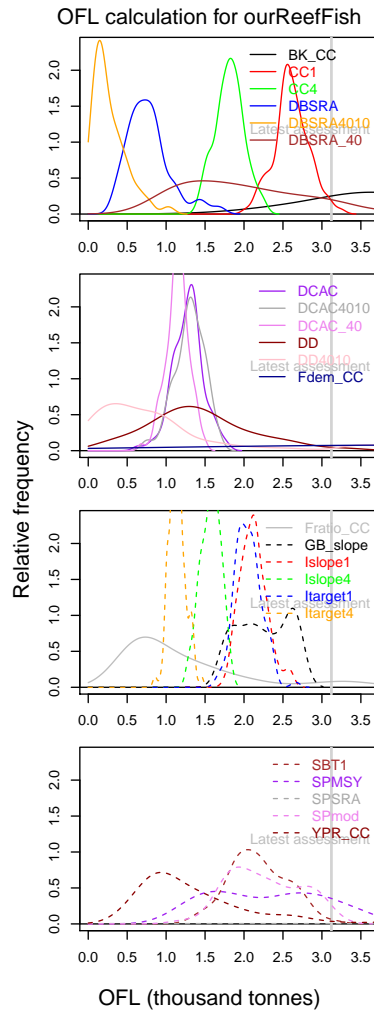 OFL calculation for ourReefFish
BK_CC
CC1
CC4
DBSRA
DBSRA4010
Latest assessment
DBSRA_40
0.0 0.5 1.0 1.5 2.0
0.0 0.5 1.0 1.5 2.0 2.5 3.0 3.5
DCAC
DCAC4010
DCAC_40
DD
DD4010
Latest assessment
Fdem_CC
0.0 0.5 1.0 1.5 2.0
0.0 0.5 1.0 1.5 2.0 2.5 3.0 3.5
Relative frequency
Fratio_CC
GB_slope
Islope1
Islope4
Itarget1
Latest assessment
Itarget4
0.0 0.5 1.0 1.5 2.0
0.0 0.5 1.0 1.5 2.0 2.5 3.0 3.5
SBT1
SPMSY
SPSRA
SPmod
YPR_CC
Latest assessment
0.0 0.5 1.0 1.5 2.0
0.0 0.5 1.0 1.5 2.0 2.5 3.0 3.5
OFL (thousand tonnes)